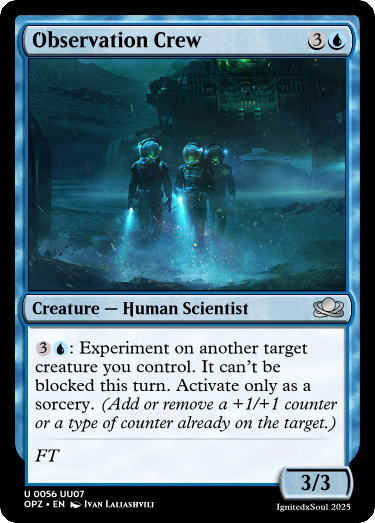 Observation Crew 3
3: Experiment on another target
creature you control. It can't be
blocked this turn. Activate only as a
sorcery. (Add or remove a +1/+1 counter
or a type of counter already on the target.)
FT
Creature — Human Scientist
3/3
U 0056 UU07
OPZ • EN Ivan Laliashvili
IgnitedxSoul 2025